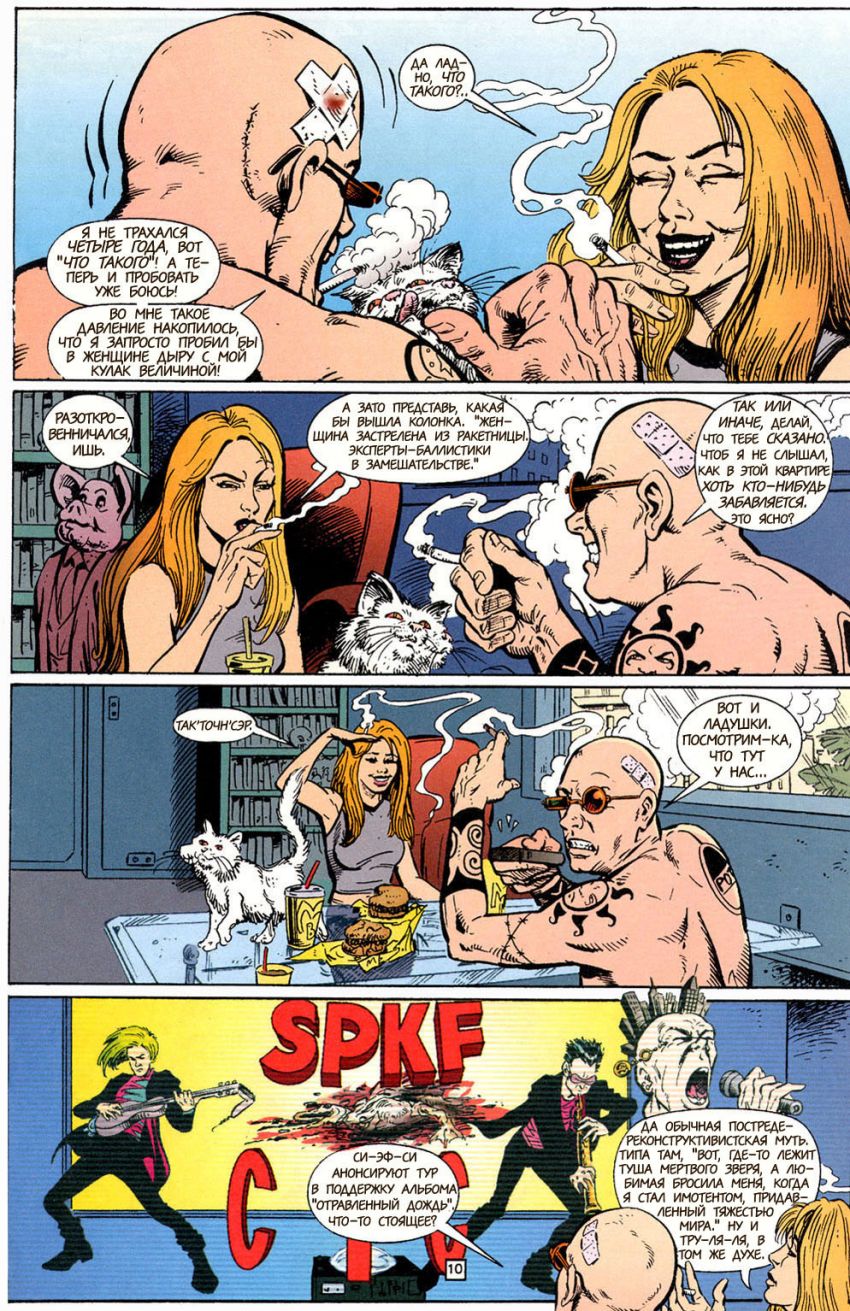 ДА ЛАД-
НО, ЧТО
ТАКОГО?..
Я НЕ ТРАХАЛСЯ
ЧЕТЫРЕ ГОДА, ВОТ
"ЧТО ТАКОГО"! А ТЕ-
ПЕРЬ И ПРОБОВАТЬ
УЖЕ БОЮСЬ!
ВО МНЕ ТАКОЕ
ДАВЛЕНИЕ НАКОПИЛОСЬ,
ЧТО Я ЗАПРОСТО ПРОБИЛ БЫ
В ЖЕНЩИНЕ ДЫРУ С МОЙ
КУЛАК ВЕЛИЧИНОЙ!
РАЗОТКРО-
ВЕННИЧАЛСЯ,
ИШЬ.
А ЗАТО ПРЕДСТАВЬ, КАКАЯ
БЫ ВЫШЛА КОЛОНКА. "ЖЕН-
ЩИНА ЗАСТРЕЛЕНА ИЗ РАКЕТНИЦЫ.
ЭКСПЕРТЫ-БАЛЛИСТИКИ
В ЗАМЕШАТЕЛЬСТВЕ."
ТАК ИЛИ
ИНАЧЕ, ДЕЛАЙ,
ЧТО ТЕБЕ СКАЗАНО.
ЧТОБ Я НЕ СЛЫШАЛ,
КАК В ЭТОЙ КВАРТИРЕ
ХОТЬ КТО-НИБУДЬ
ЗАБАВЛЯЕТСЯ.
ЭТО ЯСНО?
ТАК'ТОЧН'СЭР.
ВОТ И
ЛАДУШКИ.
ПОСМОТРИМ-КА,
ЧТО ТУТ
У НАС...
SPKF
C F C
СИ-ЭФ-СИ
АНОНСИРУЮТ ТУР
В ПОДДЕРЖКУ АЛЬБОМА
"ОТРАВЛЕННЫЙ ДОЖДЬ".
ЧТО-ТО СТОЯЩЕЕ?
ДА ОБЫЧНАЯ ПОСТДЕДЕ-
РЕКОНСТРУКТИВИСТСКАЯ МУТЬ.
ТИПА ТАМ, "ВОТ, ГДЕ-ТО ЛЕЖИТ
ТУША МЕРТВОГО ЗВЕРЯ, А ЛЮ-
БИМАЯ БРОСИЛА МЕНЯ, КОГДА
Я СТАЛ ИМОТЕНТОМ, ПРИДАВ-
ЛЕННЫЙ ТЯЖЕСТЬЮ
МИРА." НУ И
ТРУ-ЛЯ-ЛЯ, В
ТОМ ЖЕ ДУХЕ.
10